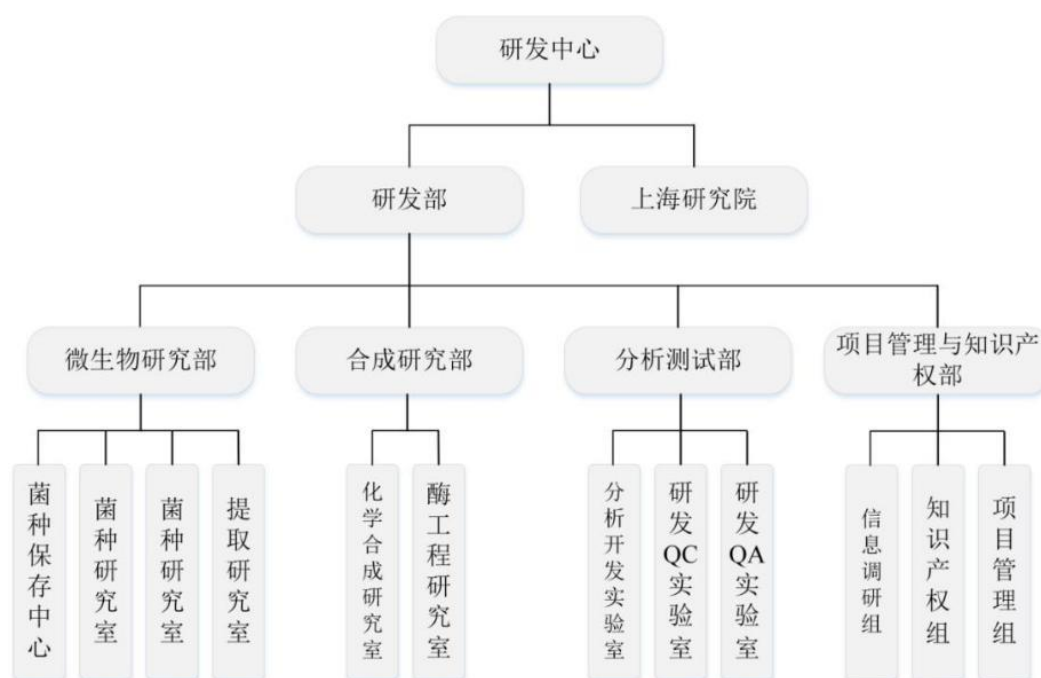 研发中心
研发部
上海研究院
微生物研究部
合成研究部
分析测试部
项目管理与知识产
权部
菌种保存中心
菌种研究室
菌种研究室
提取研究室
化学合成研究室
酶工程研究室
分析开发实验室
研发QC实验室
研发QA实验室
信息调研组
知识产权组
项目管理组